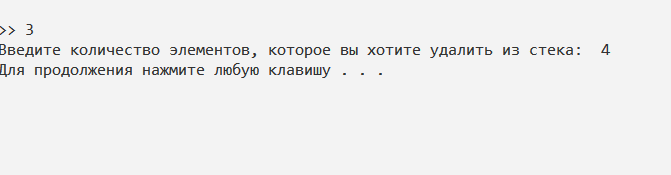 >> 3
Введите количество элементов, которое вы хотите удалить из стека:  4
Для продолжения нажмите любую клавишу . . .